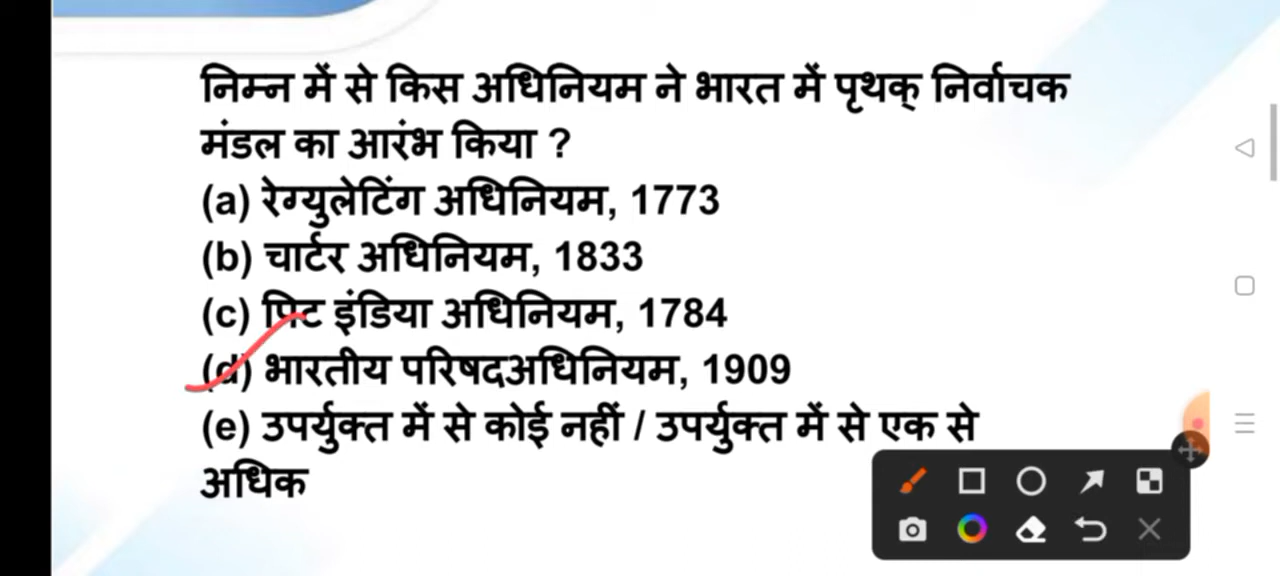 निम्न में से किस अधिनियम ने भारत में पृथक् निर्वाचक
मंडल का आरंभ किया ?
(a) रेग्युलेटिंग अधिनियम, 1773
(b) चार्टर अधिनियम, 1833
(c) पिट इंडिया अधिनियम, 1784
(d) भारतीय परिषदअधिनियम, 1909
(e) उपर्युक्त में से कोई नहीं / उपर्युक्त में से एक से
अधिक